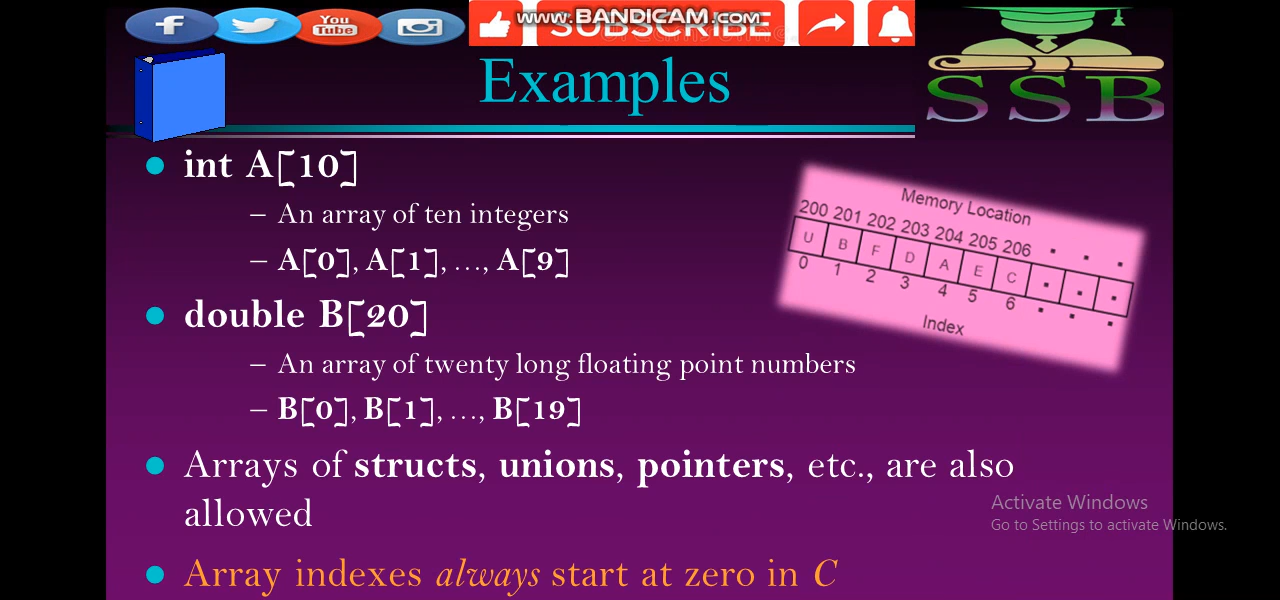 You
Tube
www.BANDICAM.com
SUBSCRIBE
SSB
Examples
int A[10]
– An array of ten integers
– A[0], A[1], …, A[9]
double B[20]
– An array of twenty long floating point numbers
– B[0], B[1], …, B[19]
Arrays of structs, unions, pointers, etc., are also
allowed
Array indexes always start at zero in C
Memory Location
200 201 202 203 204 205 206 . . .
U B F D A E C . . .
0 1 2 3 4 5 6 . . .
Index
Activate Windows
Go to Settings to activate Windows.